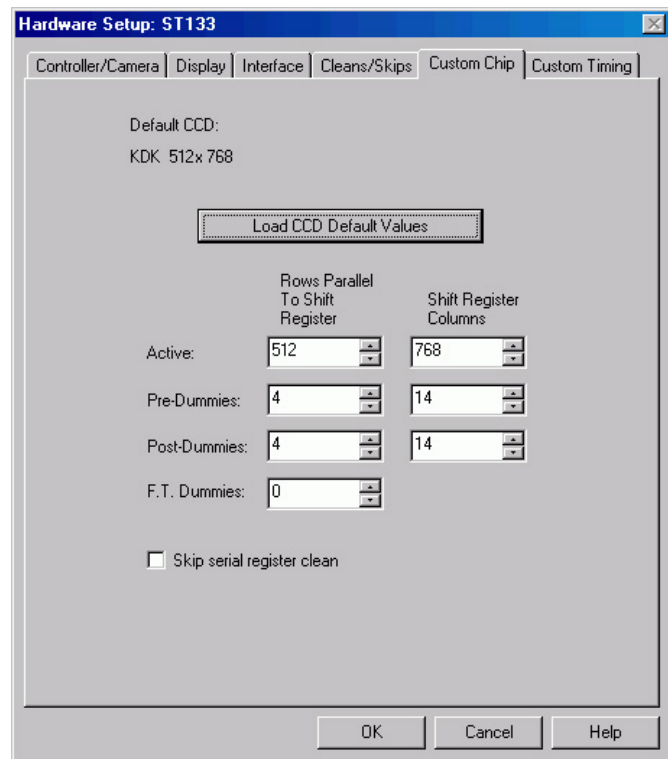 Hardware Setup: ST133
Controller/Camera Display Interface Cleans/Skips Custom Chip Custom Timing
Default CCD:
KDK 512x 768
Load CCD Default Values
Rows Parallel
To Shift
Register
Shift Register
Columns
Active: 512 768
Pre-Dummies: 4 14
Post-Dummies: 4 14
F.T. Dummies: 0
Skip serial register clean
OK Cancel Help